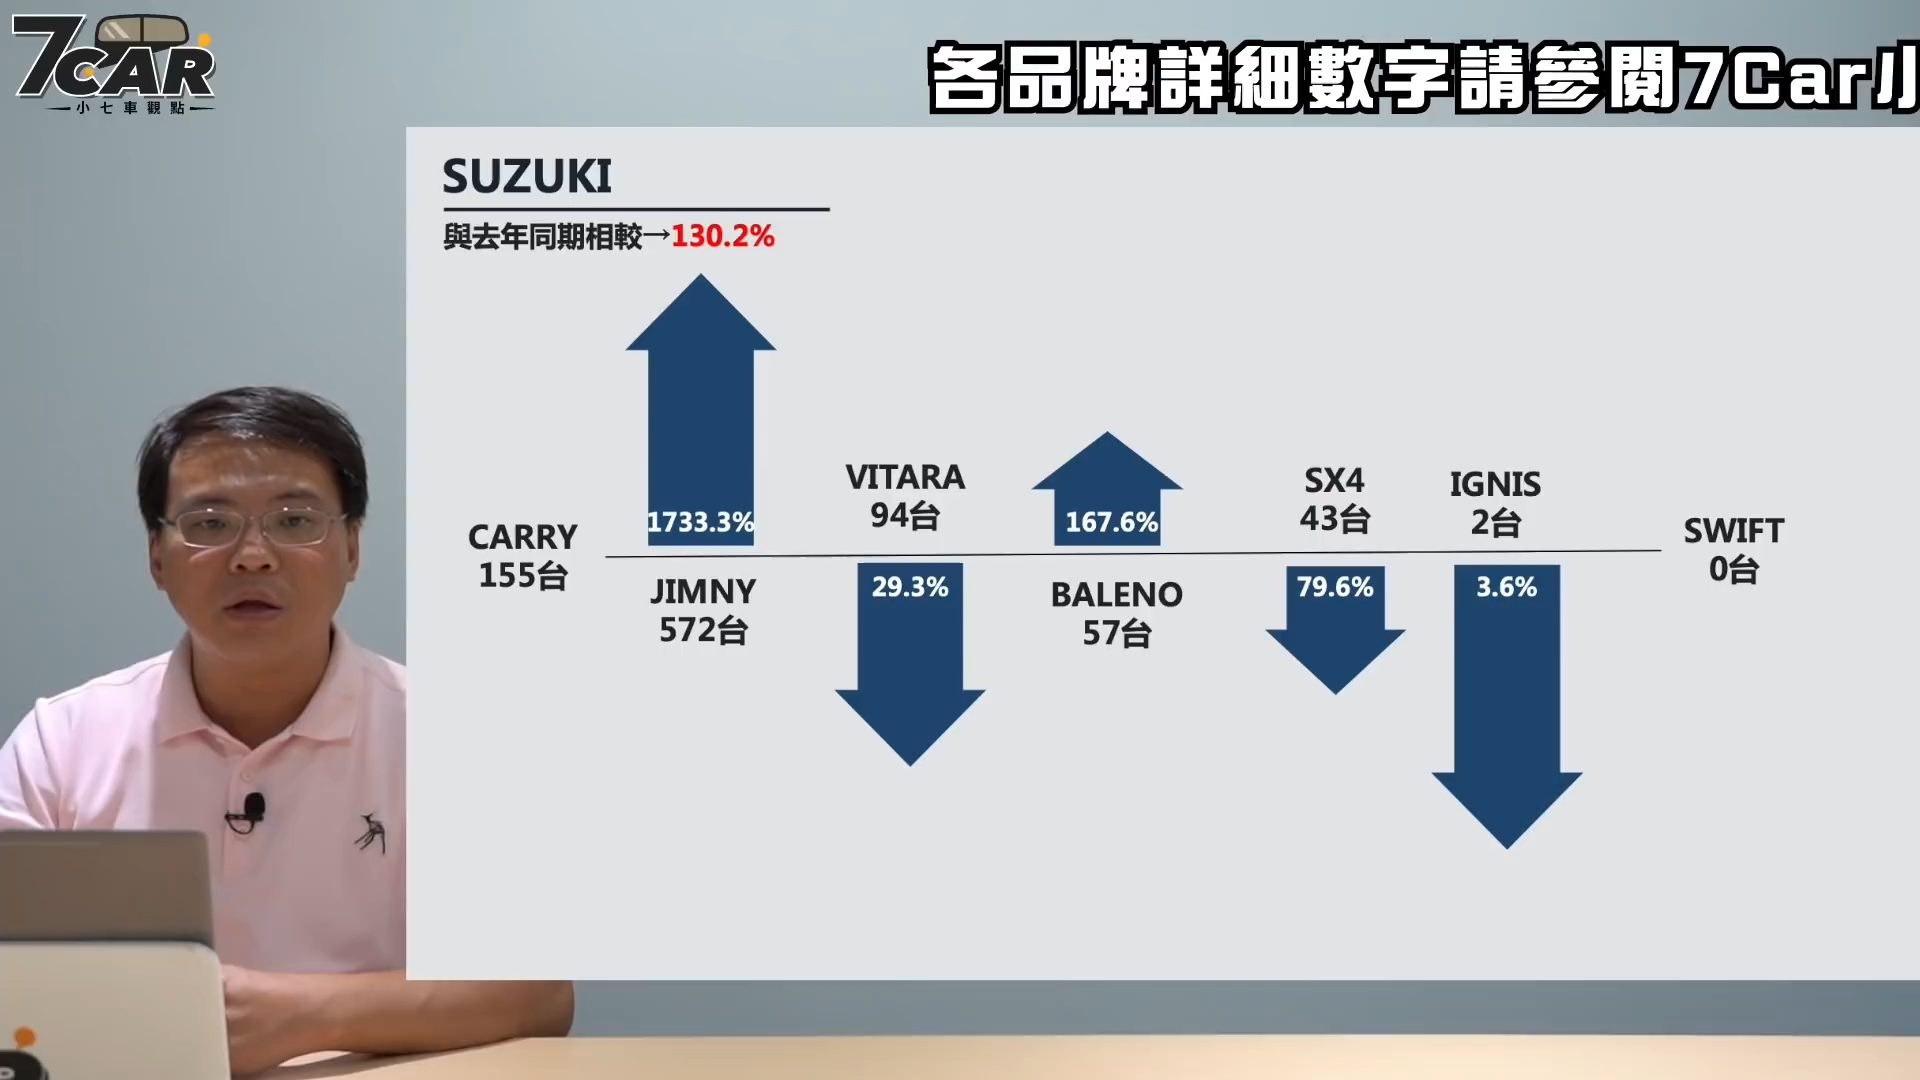 7CAR
小七車觀點
各品牌詳細數字請參閱7Car小
SUZUKI
與去年同期相較→130.2%
CARRY
155台
1733.3%
JIMNY
572台
VITARA
94台
29.3%
167.6%
BALENO
57台
SX4
43台
79.6%
IGNIS
2台
3.6%
SWIFT
0台